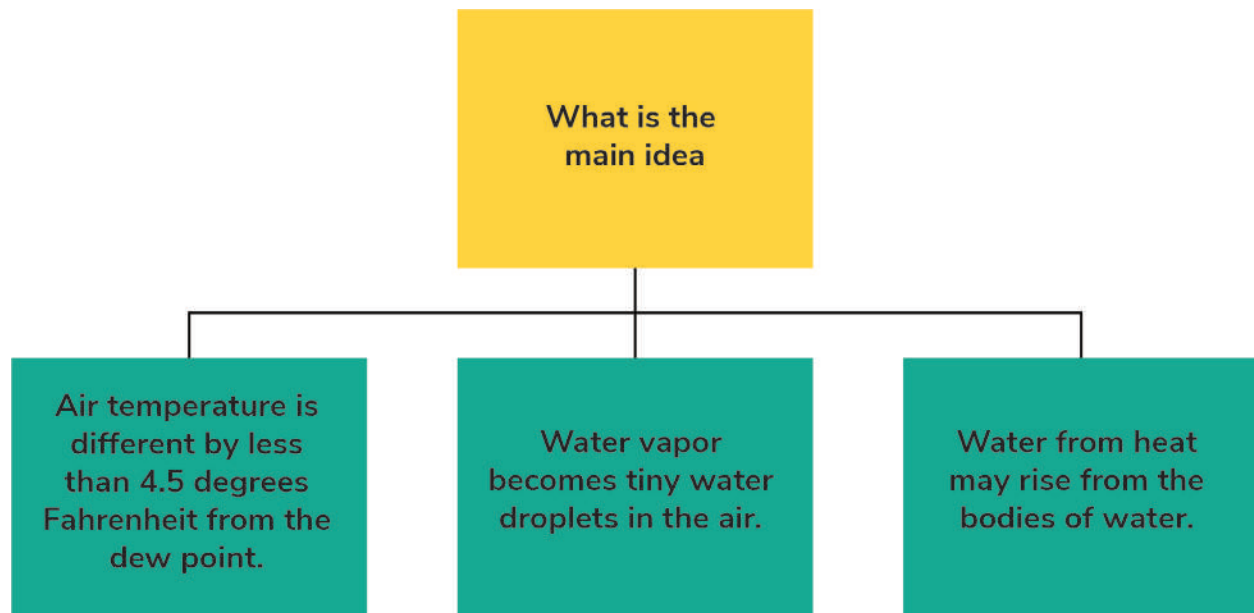 What is the
main idea
Air temperature is
different by less
than 4.5 degrees
Fahrenheit from the
dew point.
Water vapor
becomes tiny water
droplets in the air.
Water from heat
may rise from the
bodies of water.